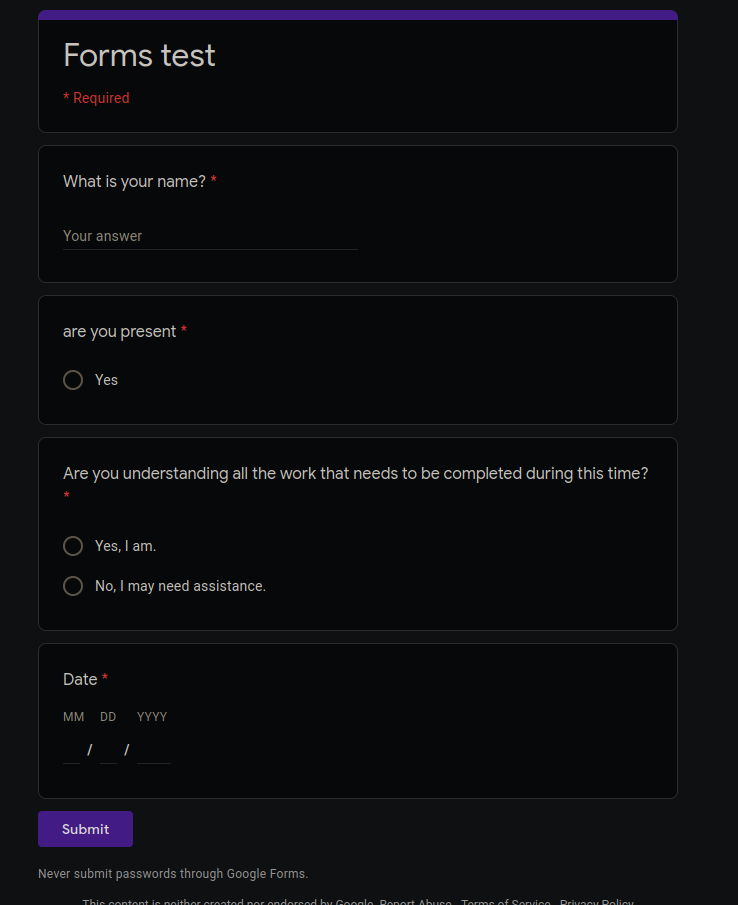 Forms test
* Required
What is your name? *
Your answer
are you present *
Yes
Are you understanding all the work that needs to be completed during this time?
*
Yes, I am.
No, I may need assistance.
Date *
MM DD YYYY
/ /
Submit
Never submit passwords through Google Forms.
This content is neither created nor endorsed by Google. Report Abuse - Terms of Service - Privacy Policy